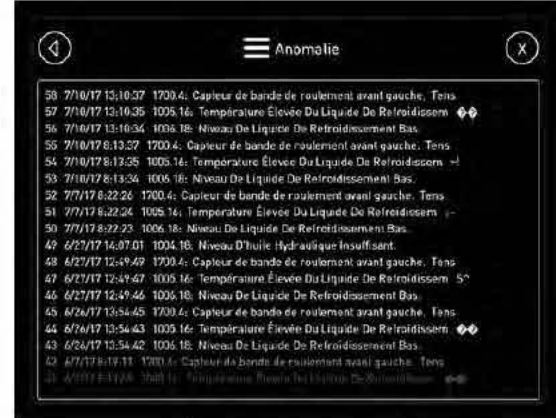 Anomalie
X
58 7/10/17 13:10:37 1700.4: Capteur de bande de roulement avant gauche, Tens
57 7/10/17 13:10:35 1005.16: Température Élevée Du Liquide De Refroidissem ��
56 7/10/17 13:10:34 1006.18: Niveau De Liquide De Refroidissement Bas
55 7/10/17 8:13:37 1700.4: Capteur de bande de roulement avant gauche. Tens
54 7/10/17 8:13:35 1005.16: Température Élevée Du Liquide De Refroidissem
53 7/10/17 8:13:34 1006.18: Niveau De Liquide De Refroidissement Bas.
52 7/7/17 8:22:26 1700.4: Capteur de bande de roulement avant gauche. Tens
51 7/7/17 8:22:24 1005.16: Température Élevée Du Liquide De Refroidissem
50 7/7/17 8:22:23 1006.18: Niveau De Liquide De Refroidissement Bas.
49 6/27/17 14:07:01 1004.18: Niveau D'huile Hydraulique Insuffisant.
48 6/27/17 12:49:49 1700.4: Capteur de bande de roulement avant gauche. Tens
47 6/27/17 12:49:47 1005.16: Température Élevée Du Liquide De Refroidissem 5^
46 6/27/17 12:49:46 1006.18: Niveau De Liquide De Refroidissement Bas
45 6/26/17 13:54:45 1700.4: Capteur de bande de roulement avant gauche. Tens
44 6/26/17 13:54:43 1005.16: Température Élevée Du Liquide De Refroidissem ��
43 6/26/17 13:54:42 1006.18: Niveau De Liquide De Refroidissement Bas.
42 1700.4: Capteur de bande de roulement avant gauche. Tens